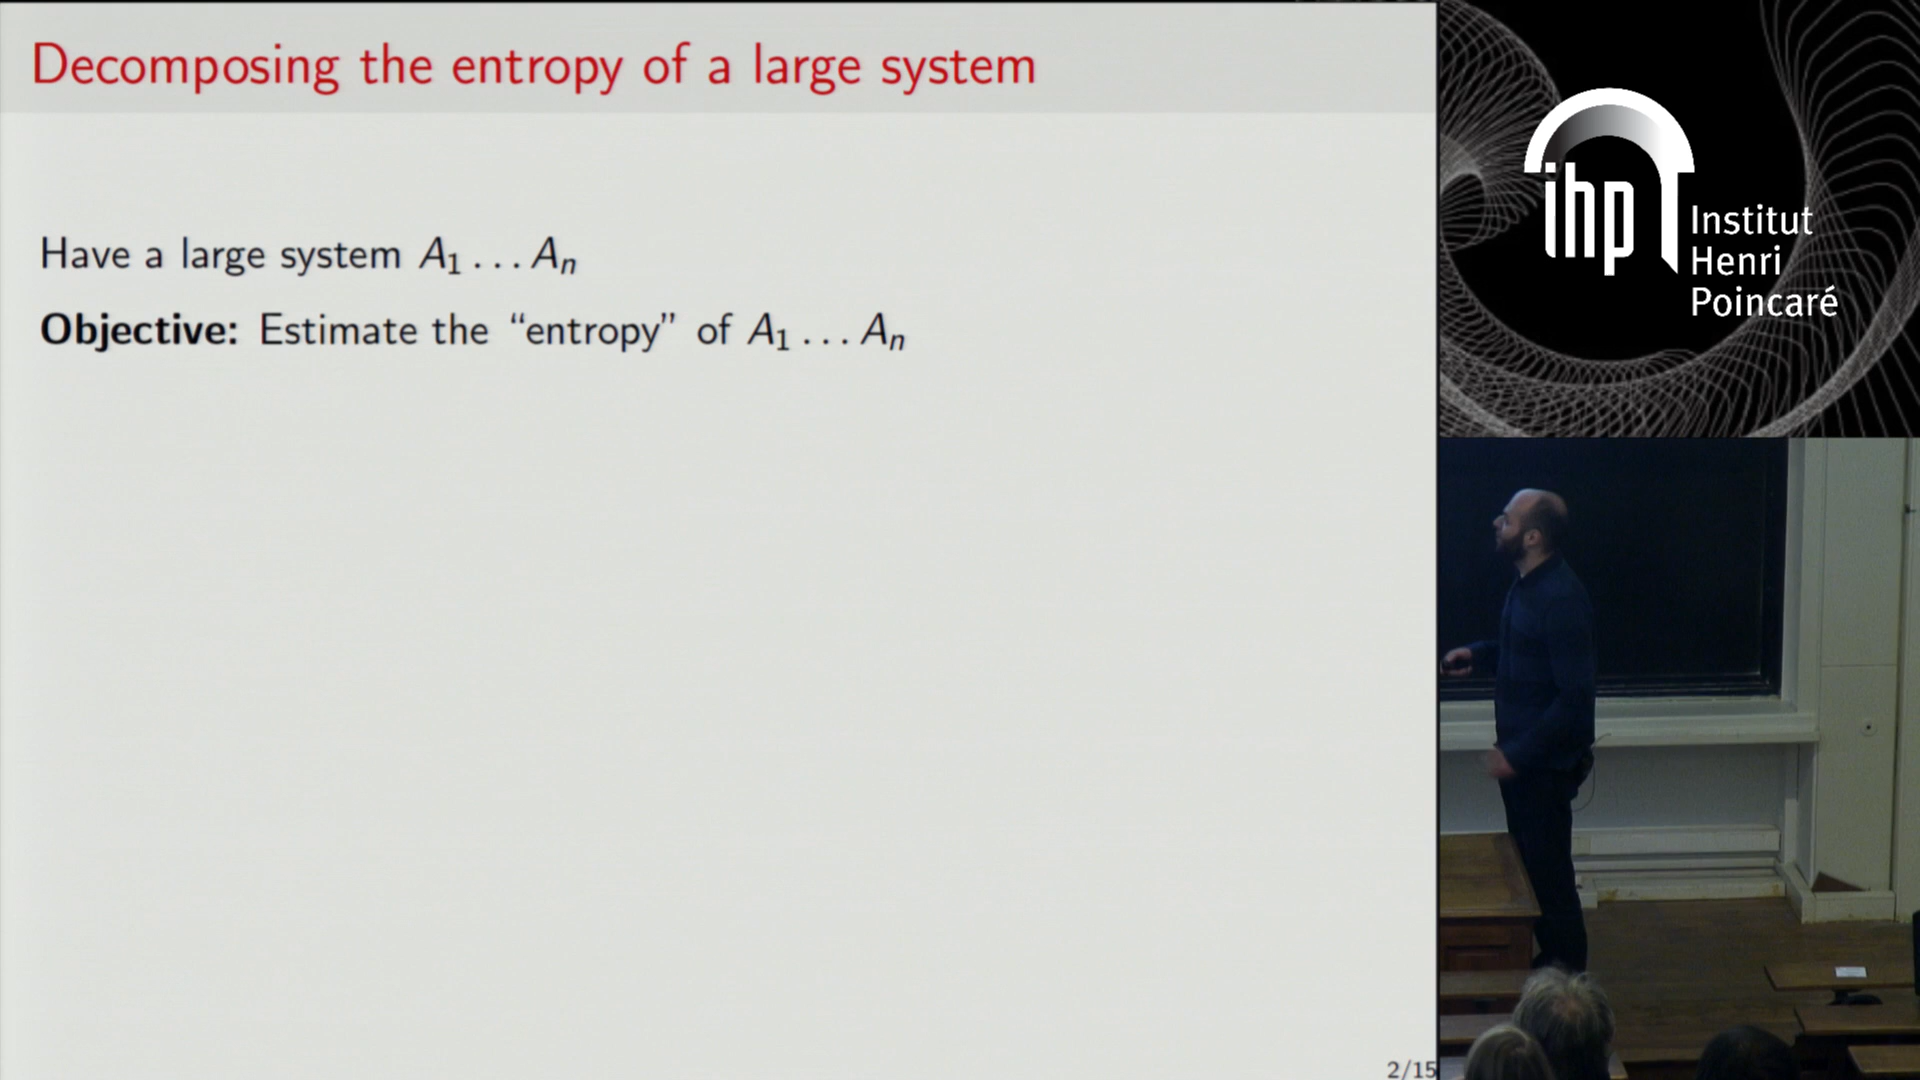 Decomposing the entropy of a large system
Have a large system A₁ … Aₙ
Objective: Estimate the “entropy” of A₁ … Aₙ
2/15
ihp
Institut
Henri
Poincaré